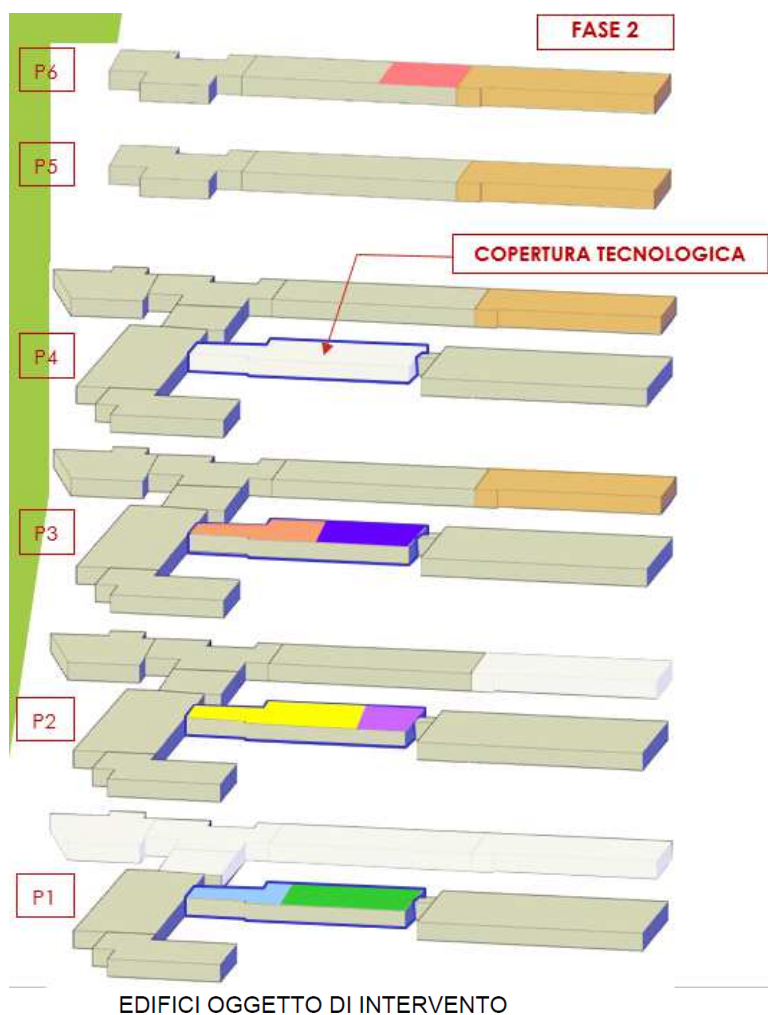 FASE 2
P6
P5
COPERTURA TECNOLOGICA
P4
P3
P2
P1
EDIFICI OGGETTO DI INTERVENTO